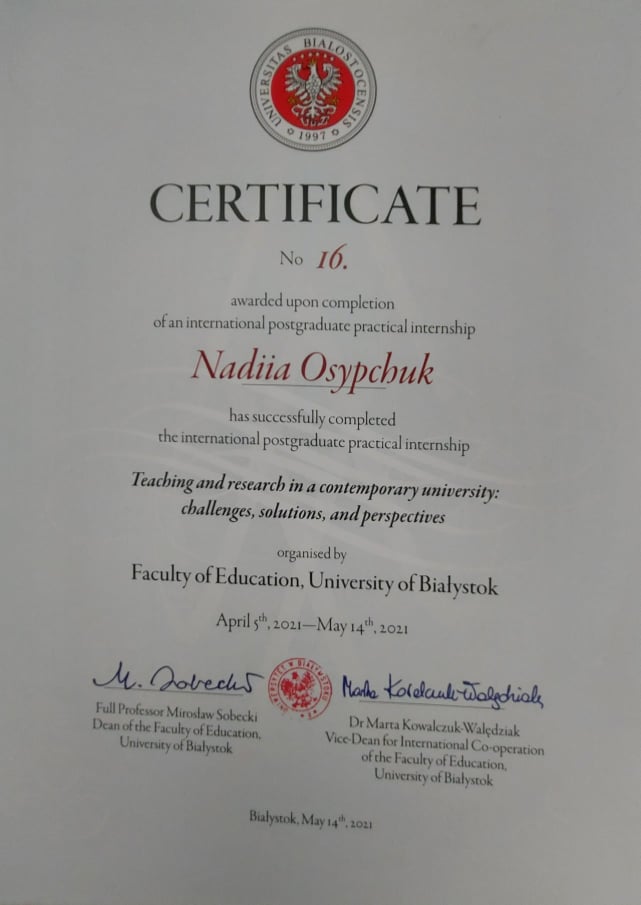 UNIVERSITAS BIALOSTOCENSIS
1997
CERTIFICATE
No 16.
awarded upon completion
of an international postgraduate practical internship
Nadiia Osypchuk
has successfully completed
the international postgraduate practical internship
Teaching and research in a contemporary university:
challenges, solutions, and perspectives
organised by
Faculty of Education, University of Białystok
April 5th, 2021—May 14th, 2021
M. Sobecki
Marta Kowalczuk-Walędziak
UNIWERSYTET W BIAŁYMSTOKU
Full Professor Mirosław Sobecki
Dean of the Faculty of Education,
University of Białystok
Dr Marta Kowalczuk-Walędziak
Vice-Dean for International Co-operation
of the Faculty of Education,
University of Białystok
Białystok, May 14th, 2021